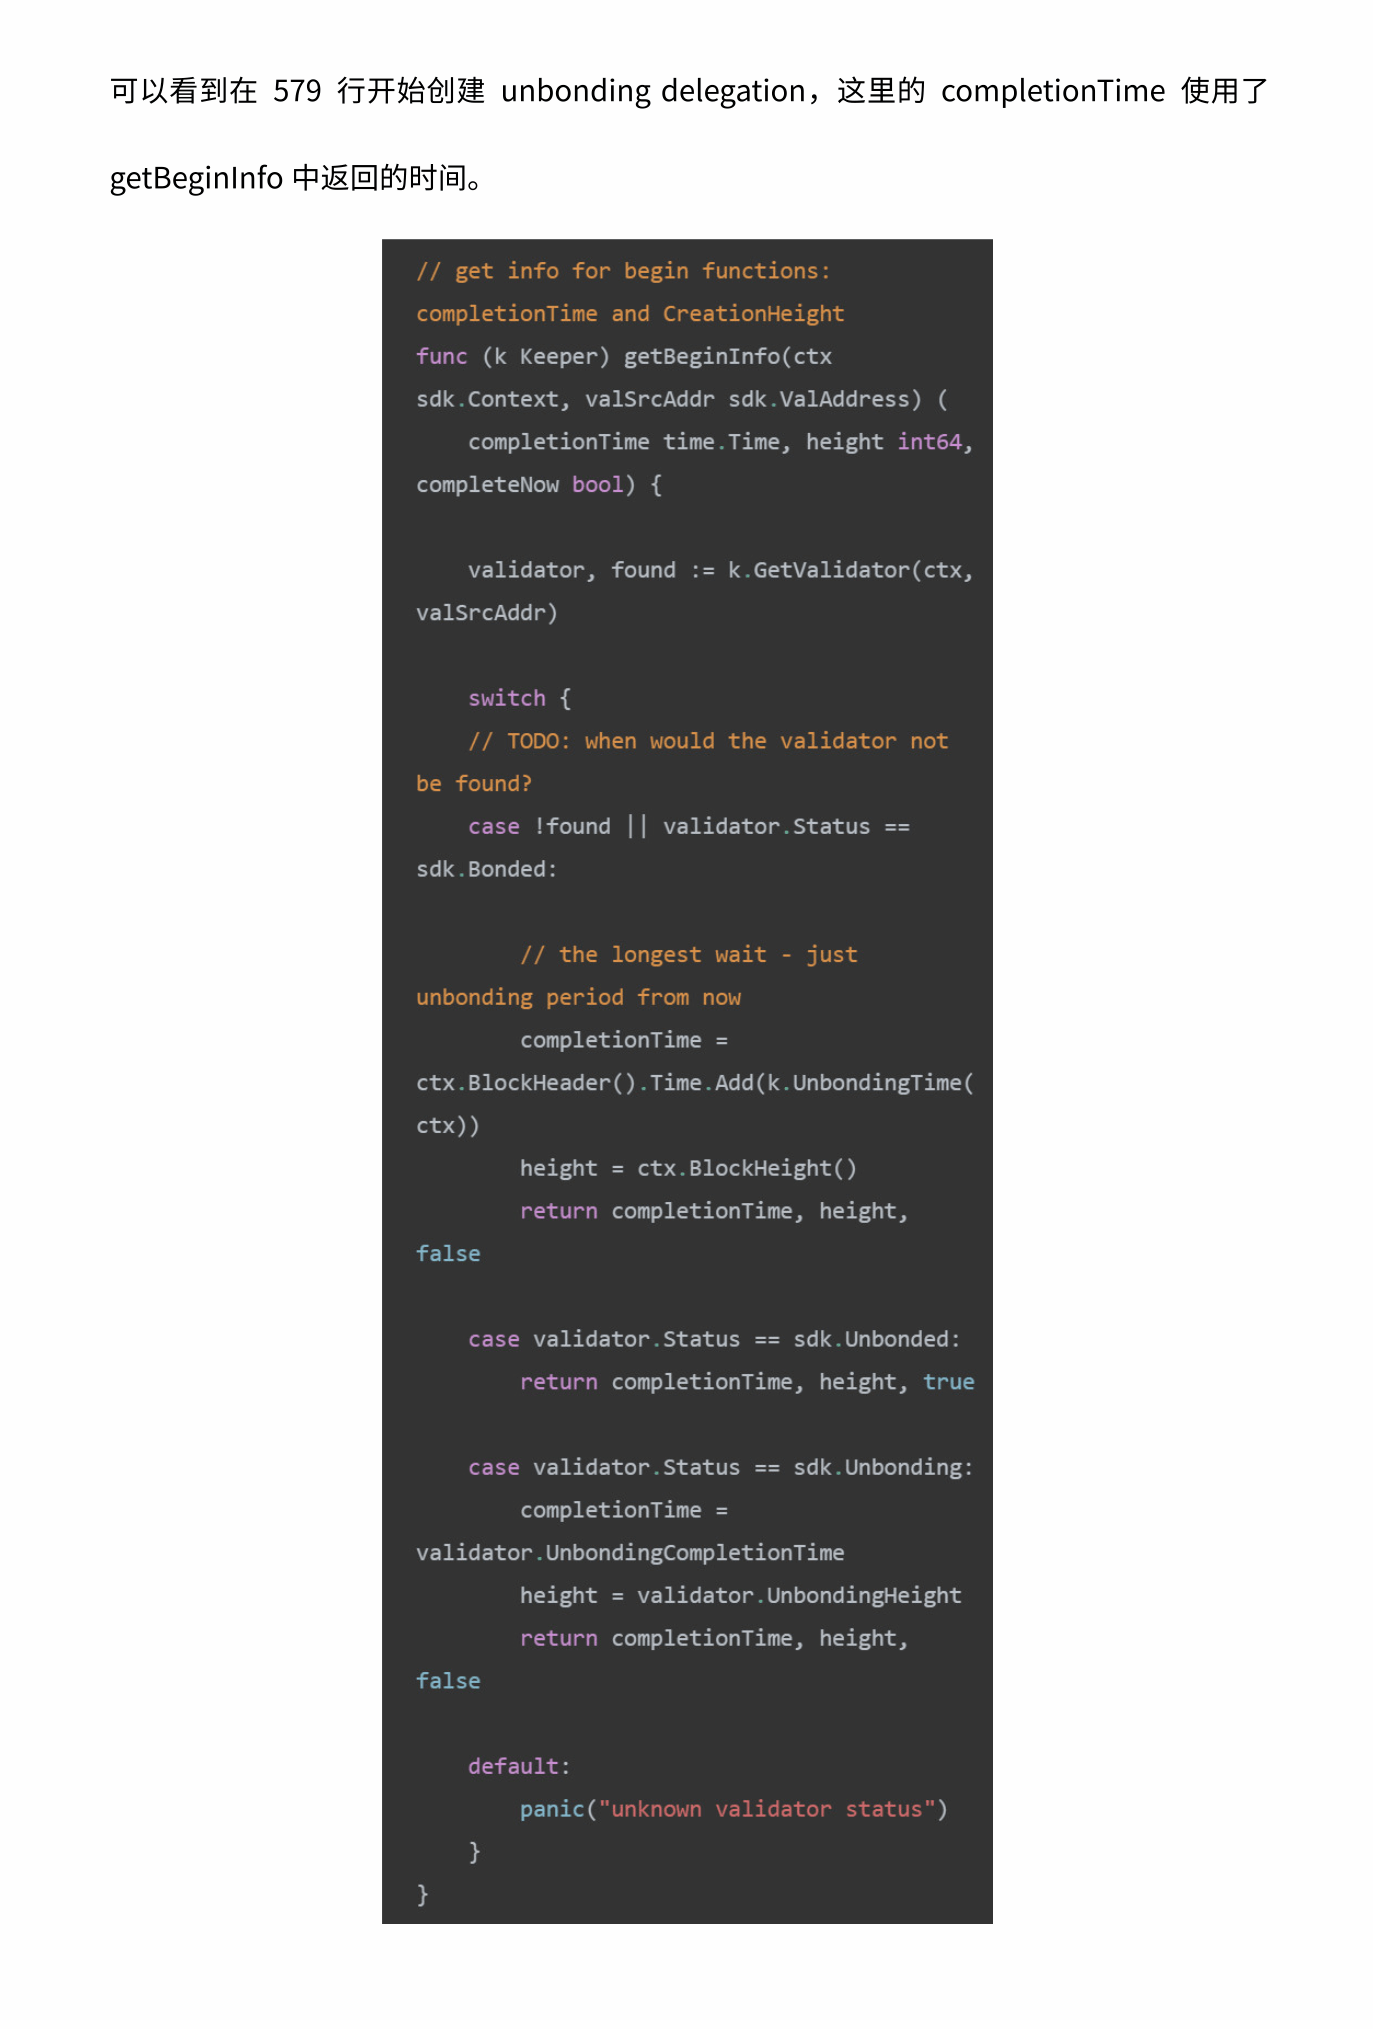 可以看到在 579 行开始创建 unbonding delegation，这里的 completionTime 使用了
getBeginInfo 中返回的时间。
// get info for begin functions:
completionTime and CreationHeight
func (k Keeper) getBeginInfo(ctx
sdk.Context, valSrcAddr sdk.ValAddress) (
    completionTime time.Time, height int64,
completeNow bool) {

    validator, found := k.GetValidator(ctx,
valSrcAddr)

    switch {
    // TODO: when would the validator not
be found?
    case !found || validator.Status ==
sdk.Bonded:

        // the longest wait - just
unbonding period from now
        completionTime =
ctx.BlockHeader().Time.Add(k.UnbondingTime(
ctx))
        height = ctx.BlockHeight()
        return completionTime, height,
false

    case validator.Status == sdk.Unbonded:
        return completionTime, height, true

    case validator.Status == sdk.Unbonding:
        completionTime =
validator.UnbondingCompletionTime
        height = validator.UnbondingHeight
        return completionTime, height,
false

    default:
        panic("unknown validator status")
    }
}